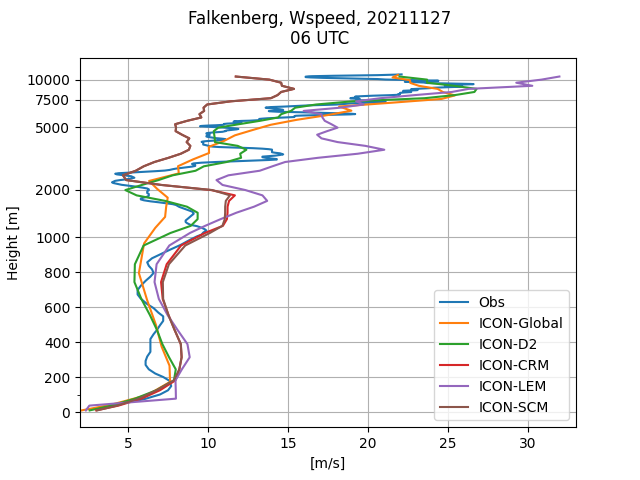 Falkenberg, Wspeed, 20211127
06 UTC
Height [m]
10000
7500
5000
2000
1000
800
600
400
200
0
5
10
15
20
25
30
[m/s]
Obs
ICON-Global
ICON-D2
ICON-CRM
ICON-LEM
ICON-SCM